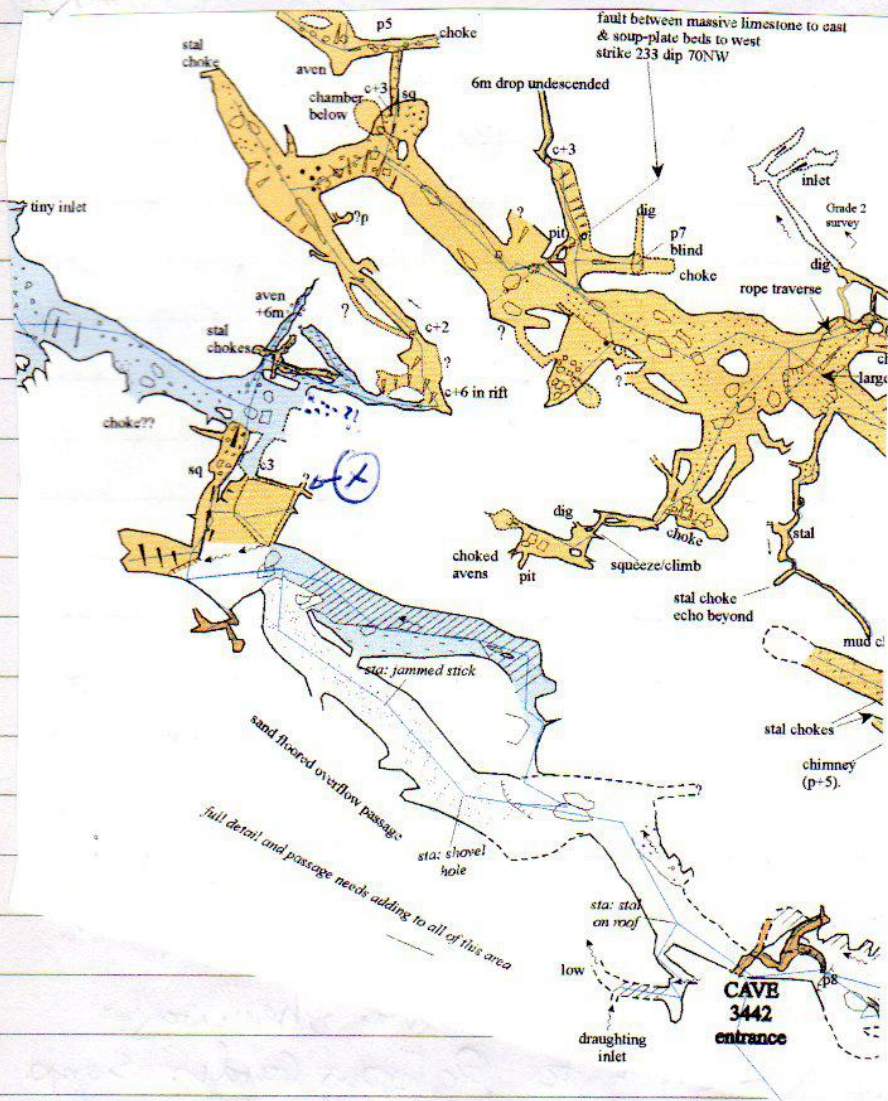 p5
choke
fault between massive limestone to east
& soup-plate beds to west
strike 233 dip 70NW
stal
choke
aven
c+3
sq
chamber
below
6m drop undescended
c+3
c+3
inlet
Grade 2
survey
tiny inlet
?p
?
dig
pit
p7
blind
choke
dig
rope traverse
aven
+6m
stal
chokes
?
c+2
?
?
?
large
c+6 in rift
choke??
??
sq
c3
?
X
dig
choke
choked
avens
pit
squeeze/climb
stal
stal choke
echo beyond
mud
sta: jammed stick
stal chokes
sand floored overflow passage
chimney
(p+5).
?
full detail and passage needs adding to all of this area
sta: shovel
hole
sta: stal
on roof
low
p8
CAVE
3442
entrance
draughting
inlet